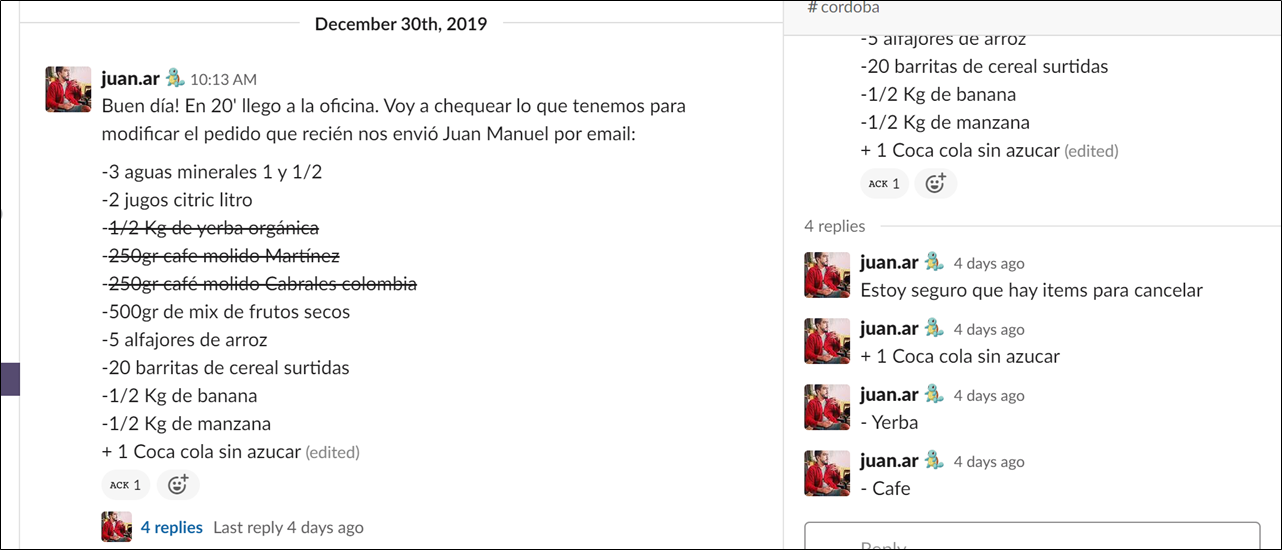 December 30th, 2019
juan.ar 10:13 AM
Buen día! En 20' llego a la oficina. Voy a chequear lo que tenemos para
modificar el pedido que recién nos envió Juan Manuel por email:
-3 aguas minerales 1 y 1/2
-2 jugos citric litro
-1/2 Kg de yerba orgánica
-250gr cafe molido Martínez
-250gr café molido Cabrales colombia
-500gr de mix de frutos secos
-5 alfajores de arroz
-20 barritas de cereal surtidas
-1/2 Kg de banana
-1/2 Kg de manzana
+ 1 Coca cola sin azucar (edited)
ACK 1
4 replies Last reply 4 days ago
# cordoba
-5 alfajores de arroz
-20 barritas de cereal surtidas
-1/2 Kg de banana
-1/2 Kg de manzana
+ 1 Coca cola sin azucar (edited)
ACK 1
4 replies
juan.ar 4 days ago
Estoy seguro que hay items para cancelar
juan.ar 4 days ago
+ 1 Coca cola sin azucar
juan.ar 4 days ago
- Yerba
juan.ar 4 days ago
- Cafe
Reply